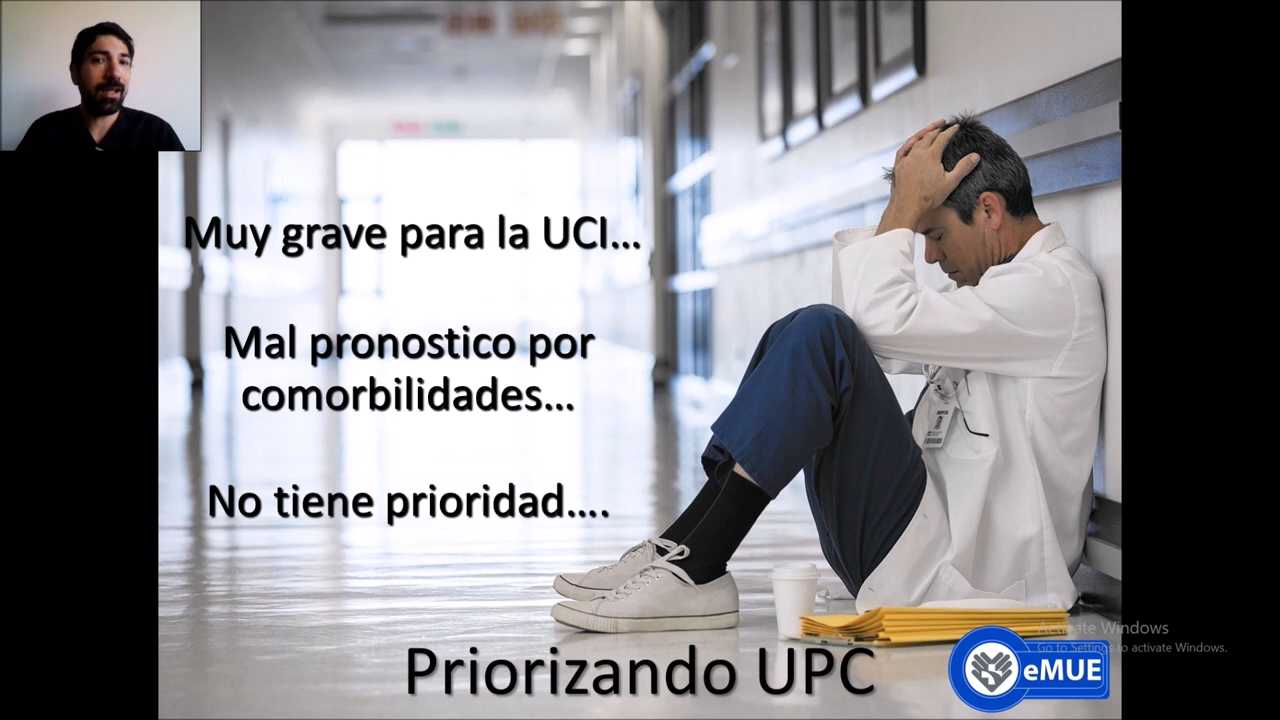 Muy grave para la UCI...
Mal pronostico por
comorbilidades...
No tiene prioridad....
Priorizando UPC
eMUE
Activate Windows
Go to Settings to activate Windows.